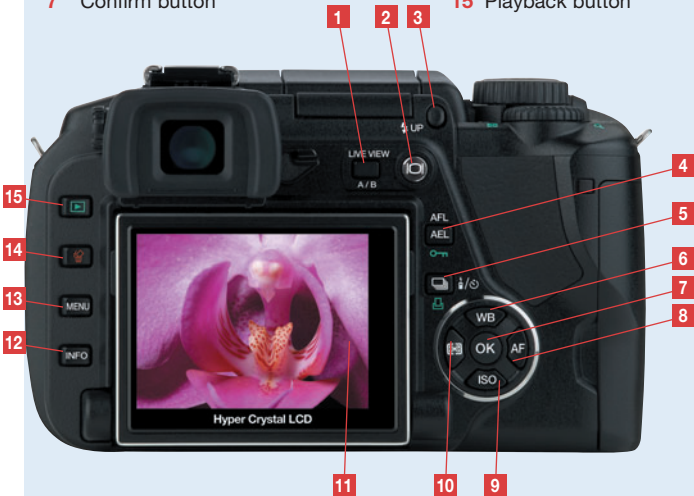 7 Confirm button
15 Playback button
1
2
3
UP
LIVE VIEW
A / B
4
15
AFL
AEL
5
14
6
13
MENU
WB
7
8
12
INFO
OK
AF
ISO
Hyper Crystal LCD
11
10
9